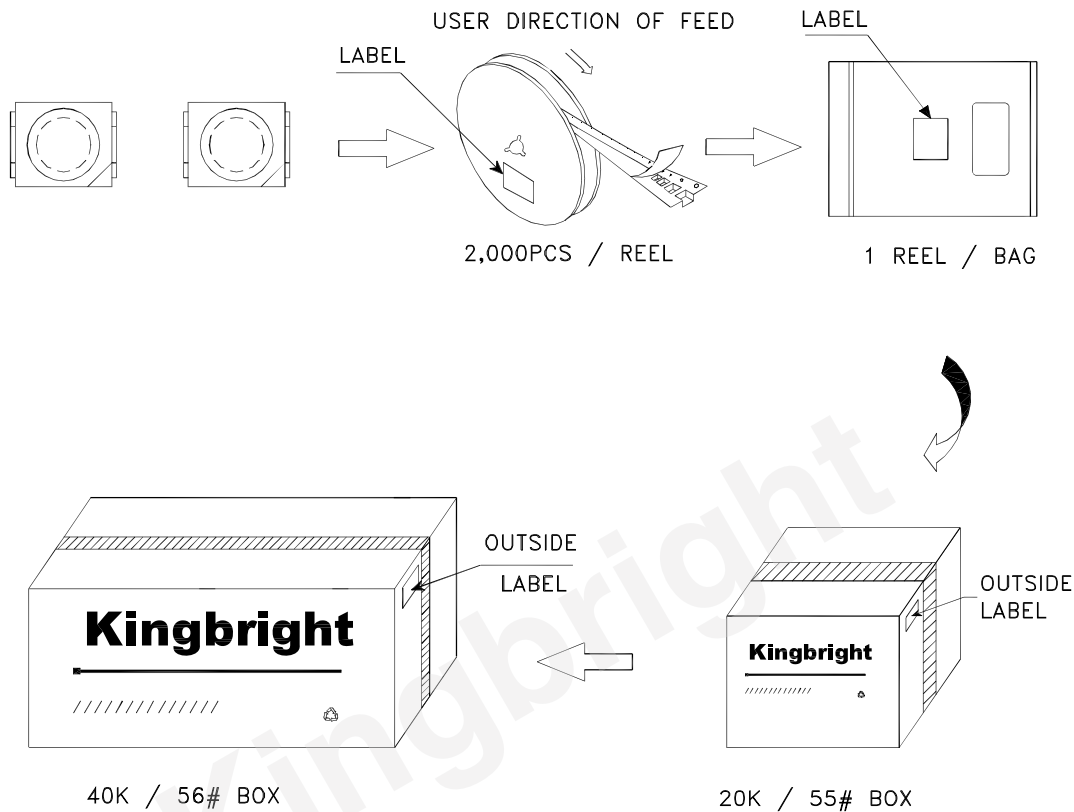 USER DIRECTION OF FEED
LABEL
LABEL
2,000PCS / REEL
1 REEL / BAG
OUTSIDE
LABEL
Kingbright
40K / 56# BOX
OUTSIDE
LABEL
Kingbright
20K / 55# BOX
Kingbright